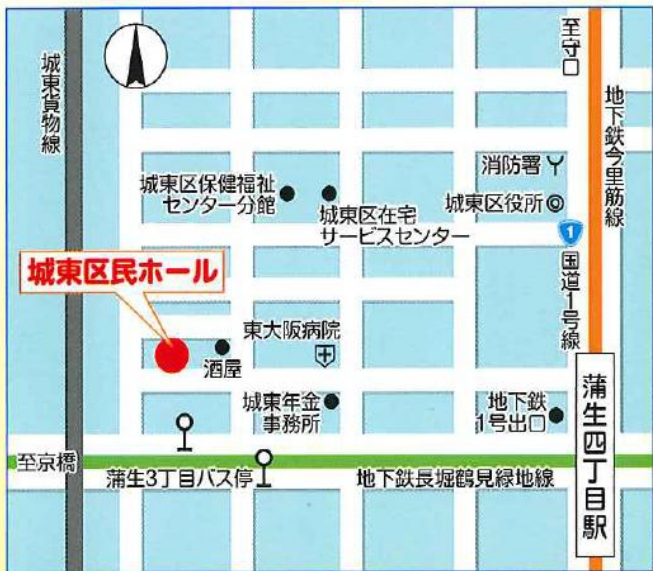 至守口
城東貨物線
地下鉄今里筋線
消防署
城東区保健福祉
センター分館
城東区在宅
サービスセンター
城東区役所
1
国道1号線
城東区民ホール
東大阪病院
酒屋
城東年金
事務所
地下鉄
1号出口
蒲生四丁目駅
至京橋
蒲生3丁目バス停
地下鉄長堀鶴見緑地線